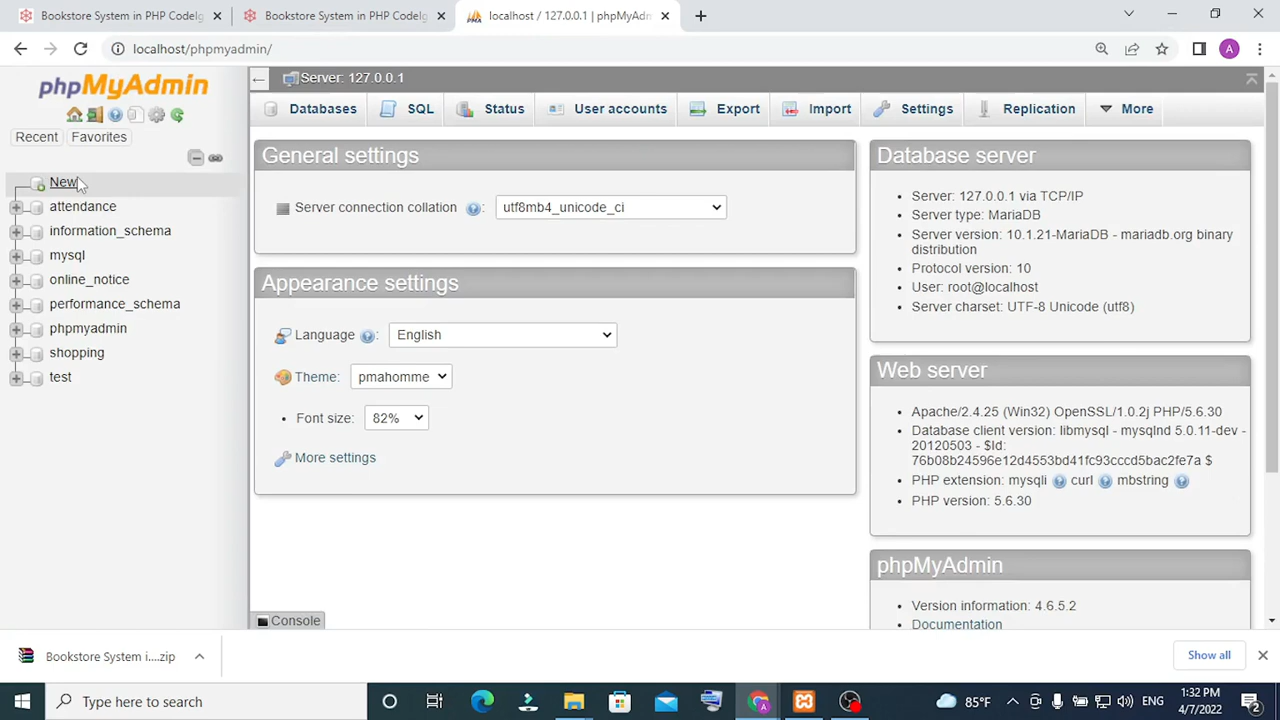 Bookstore System in PHP CodeIg
Bookstore System in PHP CodeIg
localhost / 127.0.0.1 | phpMyAdm
localhost/phpmyadmin/
A
phpMyAdmin
Recent
Favorites
New
attendance
information_schema
mysql
online_notice
performance_schema
phpmyadmin
shopping
test
Server: 127.0.0.1
Databases
SQL
Status
User accounts
Export
Import
Settings
Replication
More
General settings
Server connection collation :
utf8mb4_unicode_ci
Appearance settings
Language :
English
Theme:
pmahomme
Font size:
82%
More settings
Console
Database server
Server: 127.0.0.1 via TCP/IP
Server type: MariaDB
Server version: 10.1.21-MariaDB - mariadb.org binary
distribution
Protocol version: 10
User: root@localhost
Server charset: UTF-8 Unicode (utf8)
Web server
Apache/2.4.25 (Win32) OpenSSL/1.0.2j PHP/5.6.30
Database client version: libmysql - mysqlnd 5.0.11-dev -
20120503 - $Id:
76b08b24596e12d4553bd41fc93cccd5bac2fe7a $
PHP extension: mysqli curl mbstring
PHP version: 5.6.30
phpMyAdmin
Version information: 4.6.5.2
Documentation
Bookstore System i....zip
Show all
Type here to search
85°F
ENG
1:32 PM
4/7/2022
2